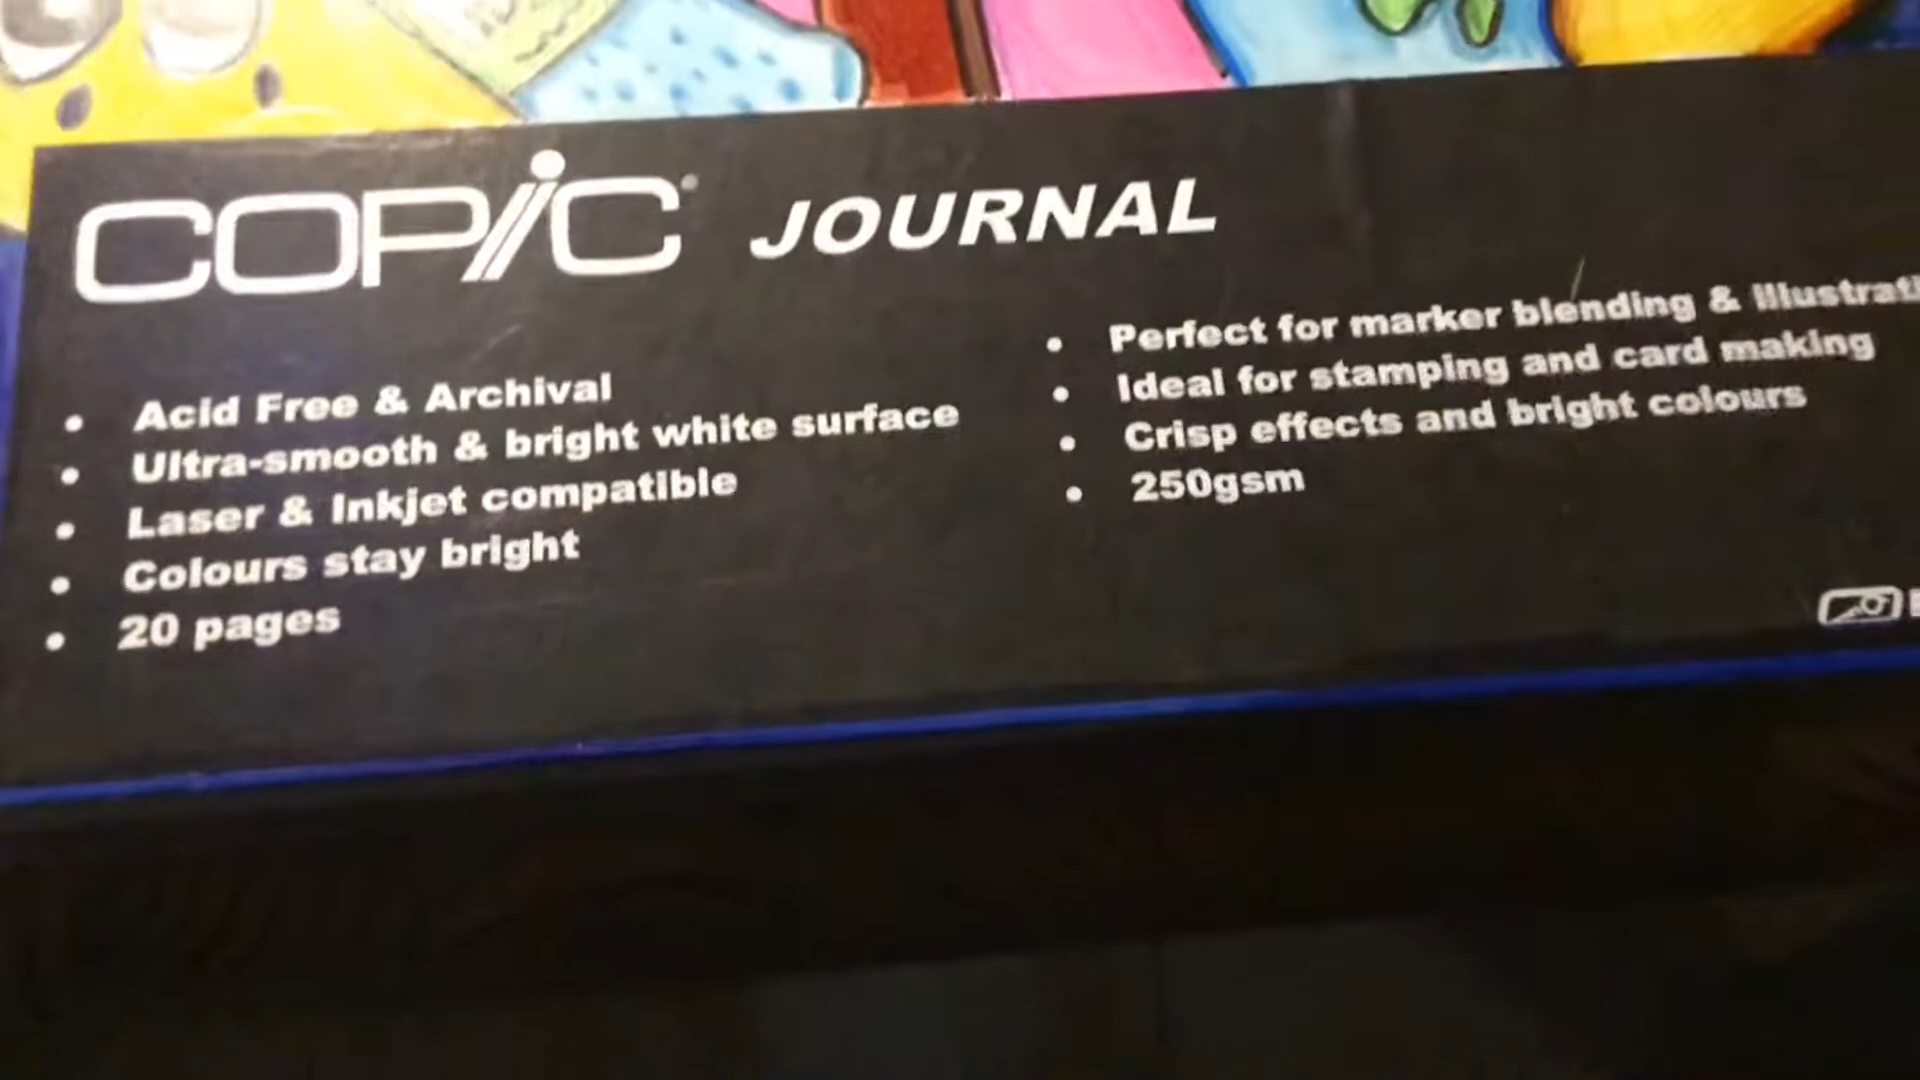 COPIC JOURNAL
Acid Free & Archival
Ultra-smooth & bright white surface
Laser & Inkjet compatible
Colours stay bright
20 pages
Perfect for marker blending &
Ideal for stamping and card making
Crisp effects and bright colours
250gsm